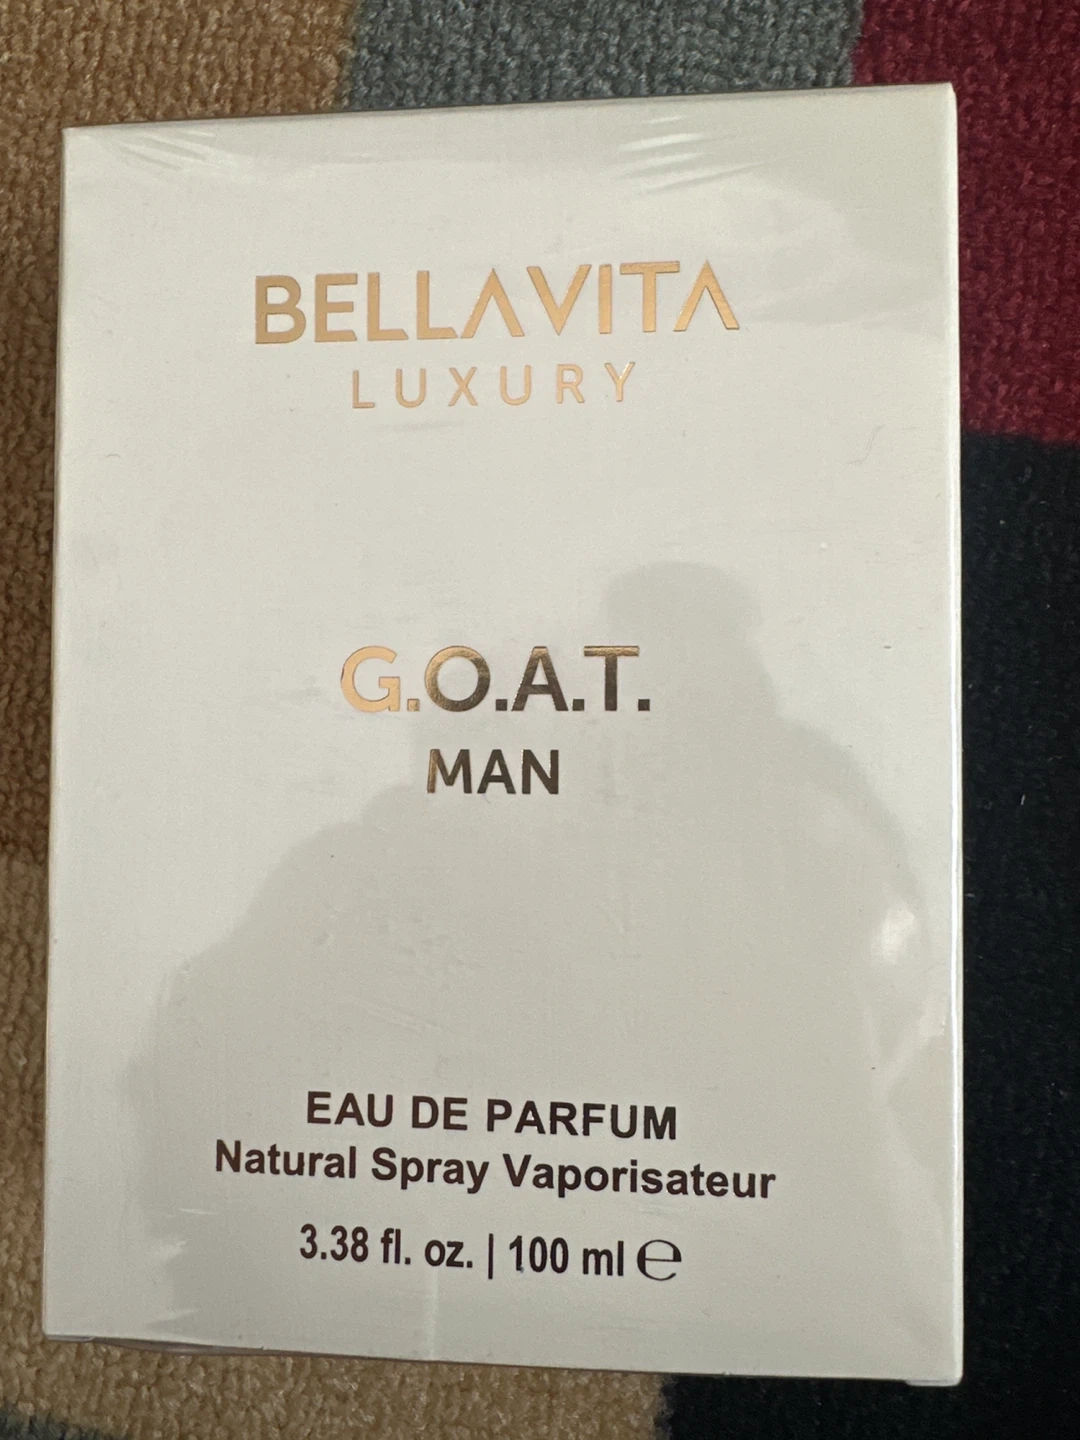 BELLAVITA
LUXURY
G.O.A.T.
MAN
EAU DE PARFUM
Natural Spray Vaporisateur
3.38 fl. oz. | 100 ml ℮